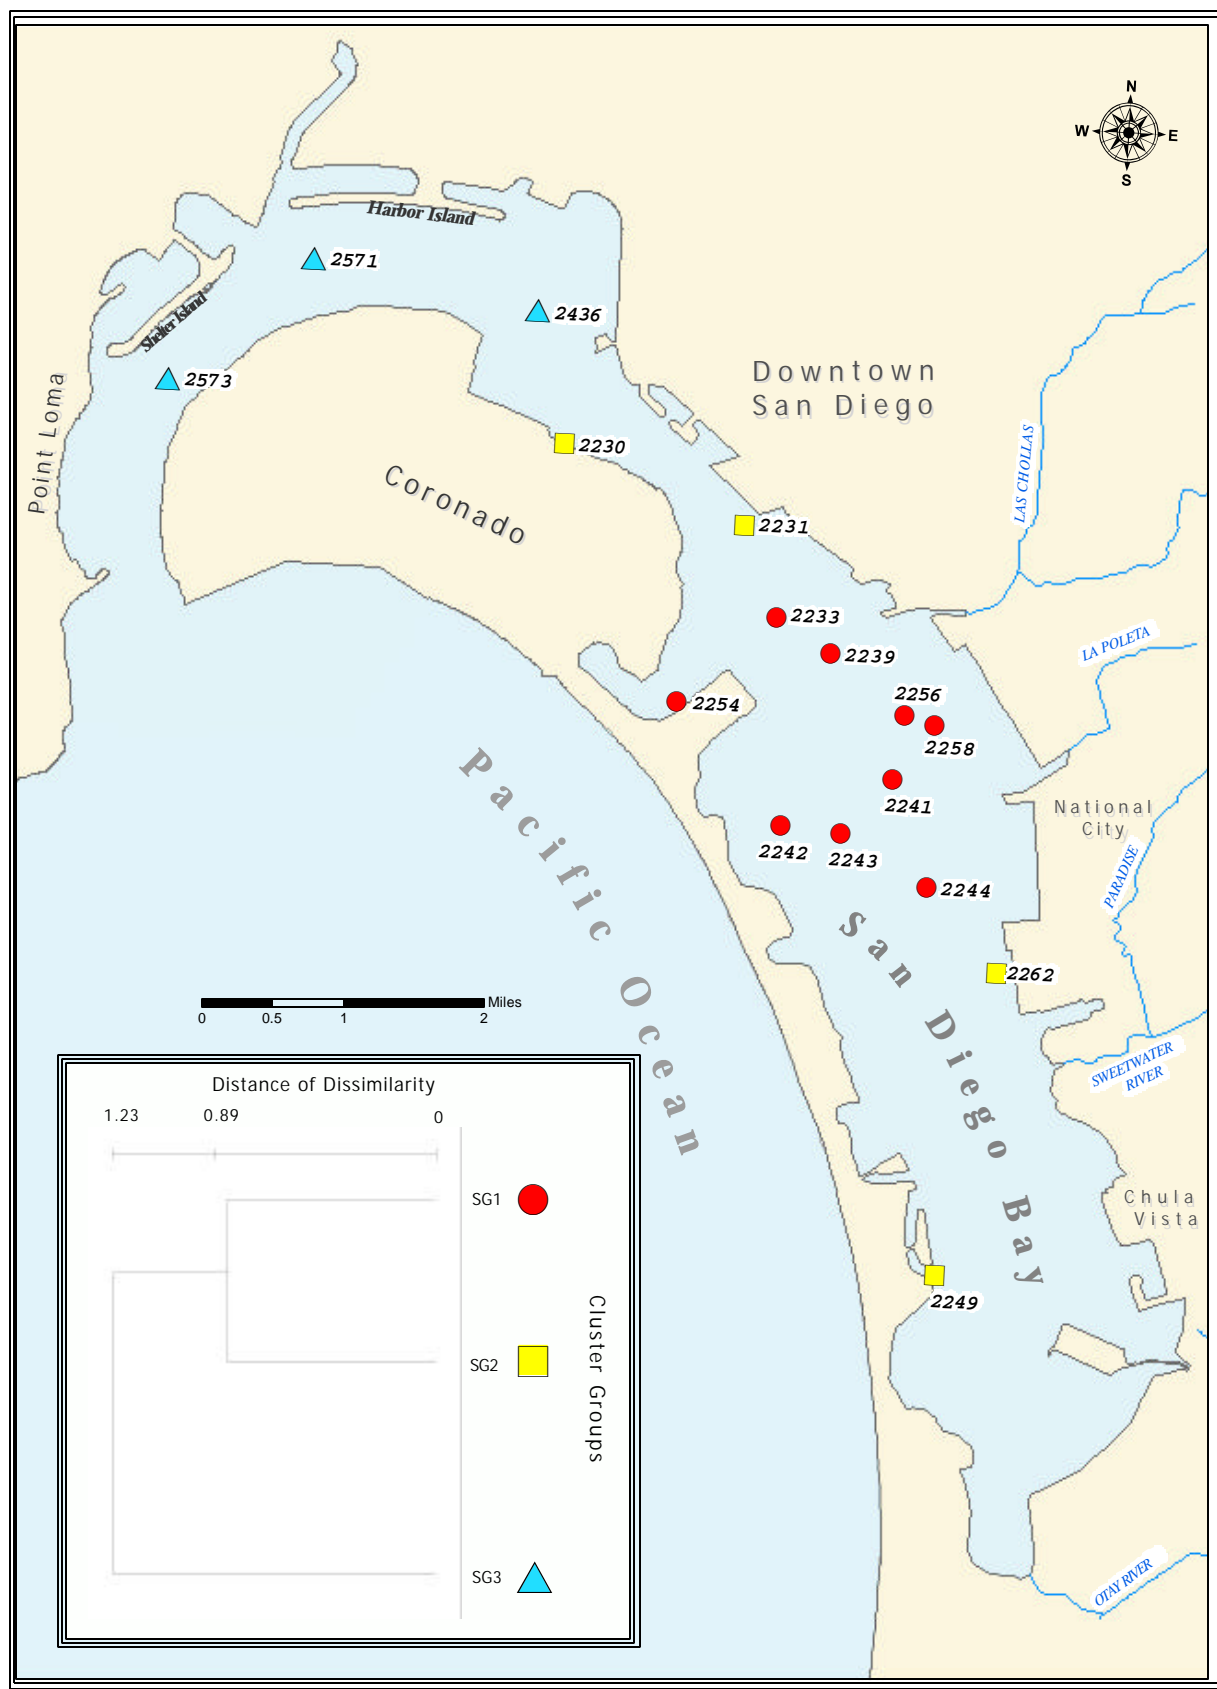 N
W
E
S
Harbor Island
2571
Shelter Island
2436
2573
Downtown
San Diego
Point Loma
2230
Coronado
LAS CHOLLAS
2231
2233
LA POLETA
2239
2256
2254
2258
Pacific Ocean
2241
National
City
2242
2243
PARADISE
2244
San Diego Bay
2262
Miles
0
0.5
1
2
SWEETWATER
RIVER
Distance of Dissimilarity
1.23
0.89
0
SG1
Chula
Vista
2249
Cluster Groups
SG2
SG3
OTAY RIVER